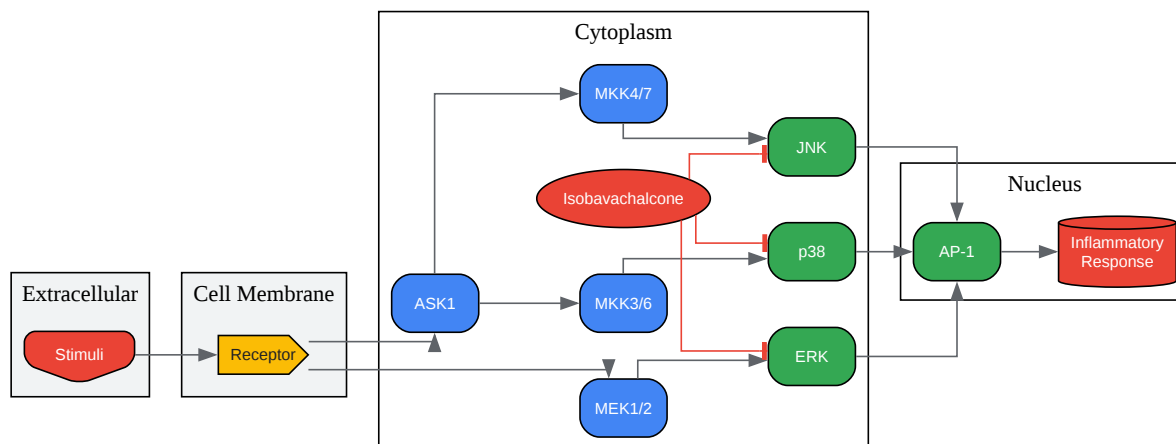 Cytoplasm
MKK4/7
JNK
Isobavachalcone
Nucleus
p38
AP-1
Inflammatory
Response
Extracellular
Cell Membrane
ASK1
MKK3/6
Stimuli
Receptor
ERK
MEK1/2